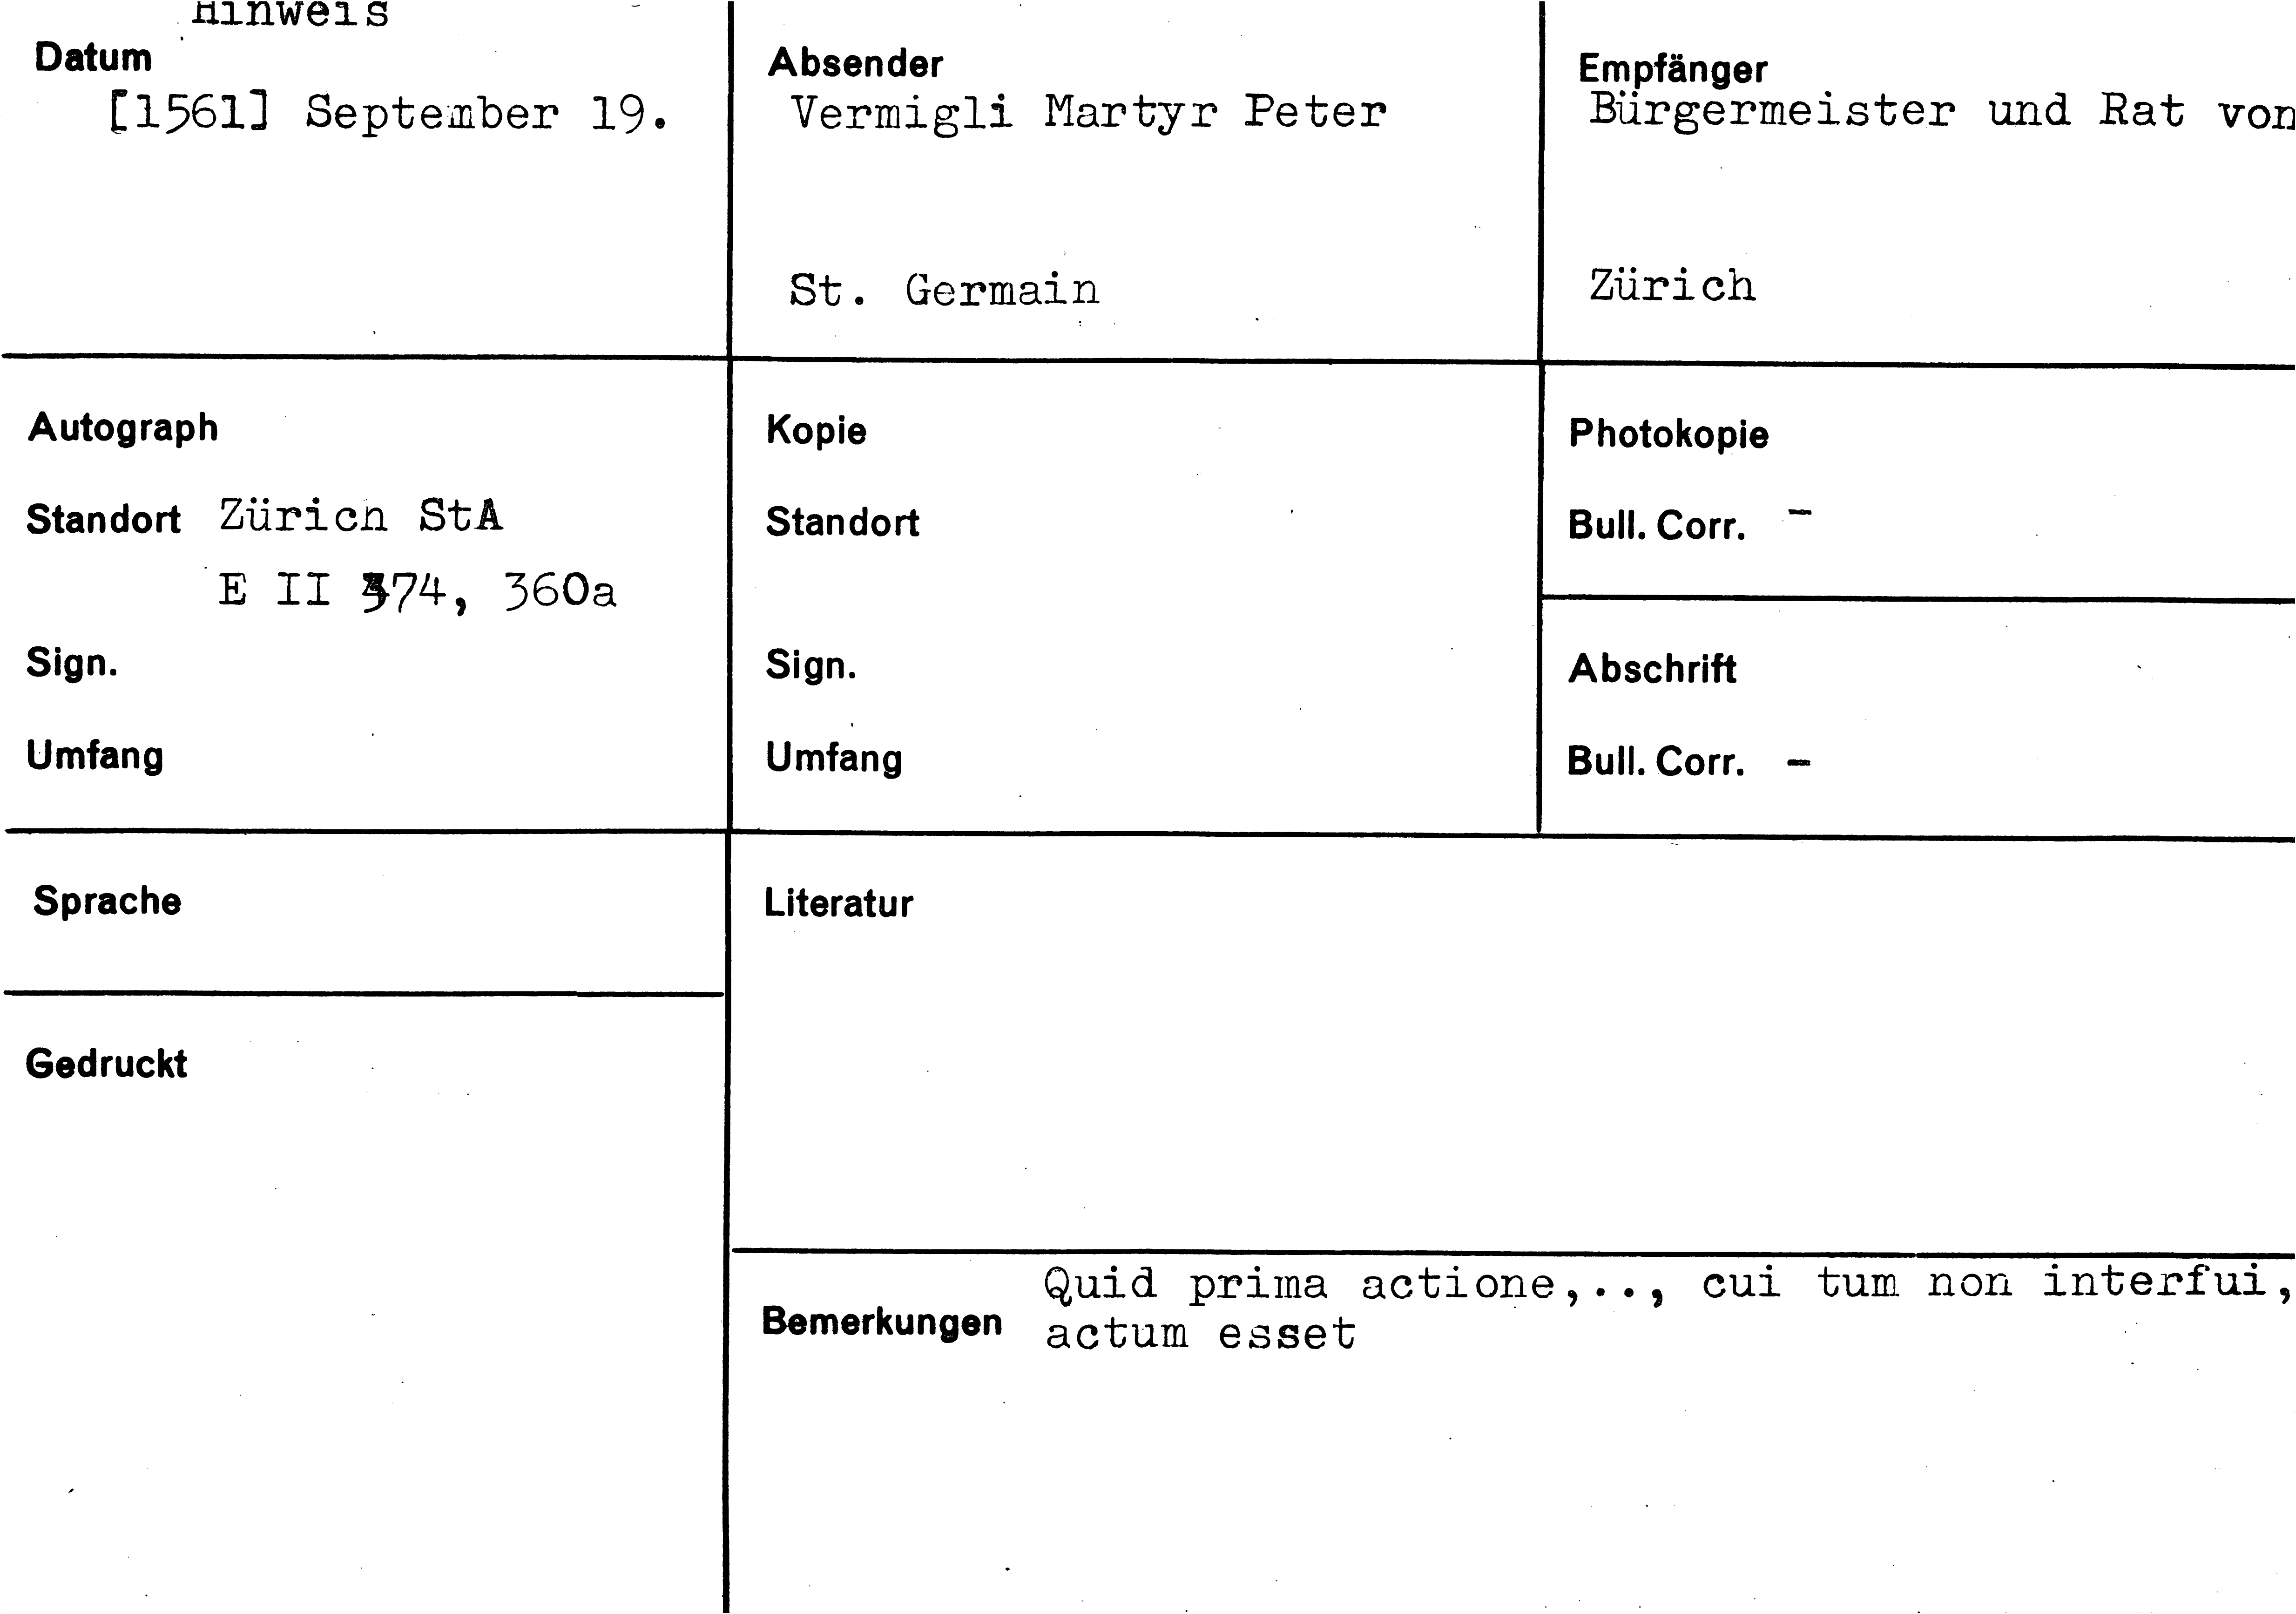 Hinweis
Datum
[1561] September 19.
Absender
Vermigli Martyr Peter
St. Germain
Empfänger
Bürgermeister und Rat von
Zürich
Autograph
Standort Zürich StA
E II 374, 360a
Sign.
Umfang
Kopie
Standort
Sign.
Umfang
Photokopie
Bull. Corr. -
Abschrift
Bull. Corr. -
Sprache
Gedruckt
Literatur
Bemerkungen
Quid prima actione,.., cui tum non interfui,
actum esset